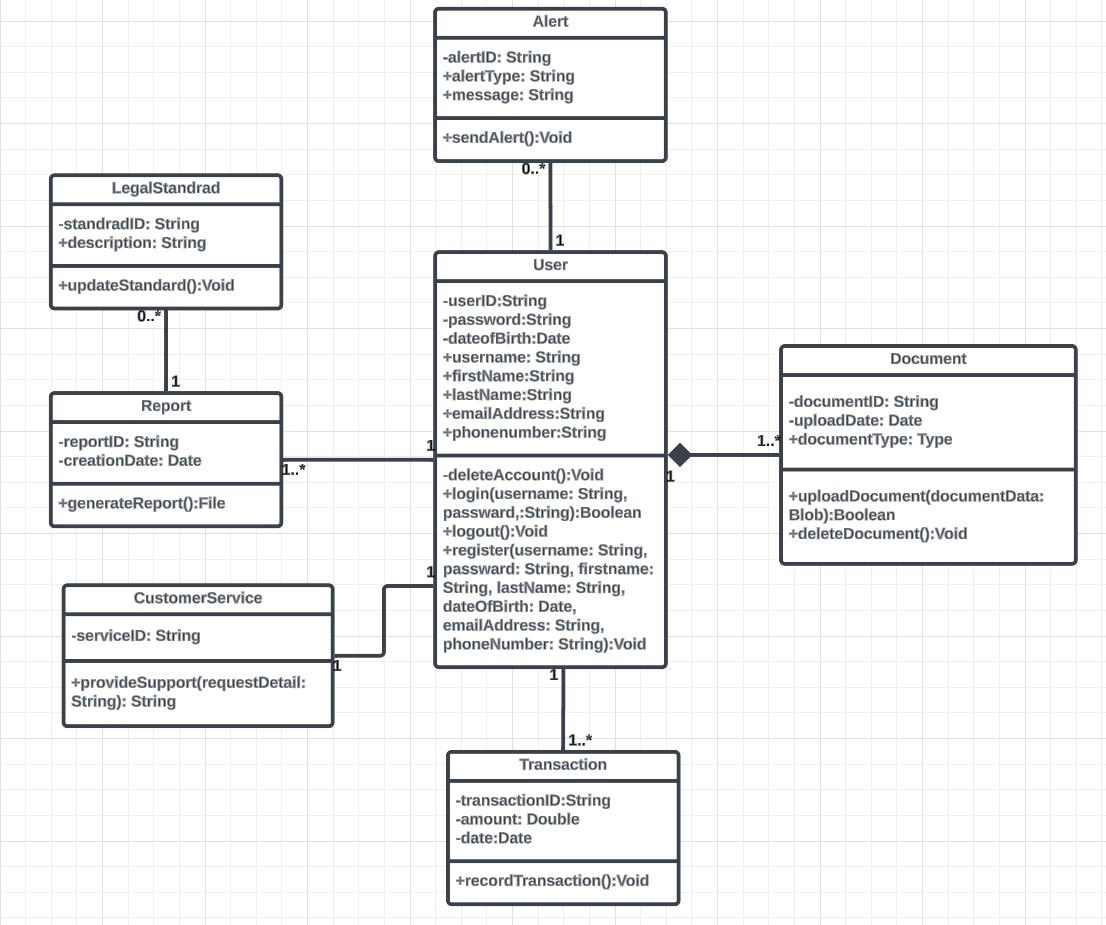 Alert
-alertID: String
+alertType: String
+message: String
+sendAlert():Void
0..*
1
LegalStandrad
-standradID: String
+description: String
+updateStandard():Void
0..*
1
Report
-reportID: String
-creationDate: Date
+generateReport():File
1..*
1
User
-userID:String
-password:String
-dateofBirth:Date
+username: String
+firstName:String
+lastName:String
+emailAddress:String
+phonenumber:String
-deleteAccount():Void
+login(username: String,
passward,:String):Boolean
+logout():Void
+register(username: String,
passward: String, firstname:
String, lastName: String,
dateOfBirth: Date,
emailAddress: String,
phoneNumber: String):Void
1
1..*
Document
-documentID: String
-uploadDate: Date
+documentType: Type
+uploadDocument(documentData:
Blob):Boolean
+deleteDocument():Void
1
1
CustomerService
-serviceID: String
+provideSupport(requestDetail:
String): String
1
1..*
Transaction
-transactionID:String
-amount: Double
-date:Date
+recordTransaction():Void